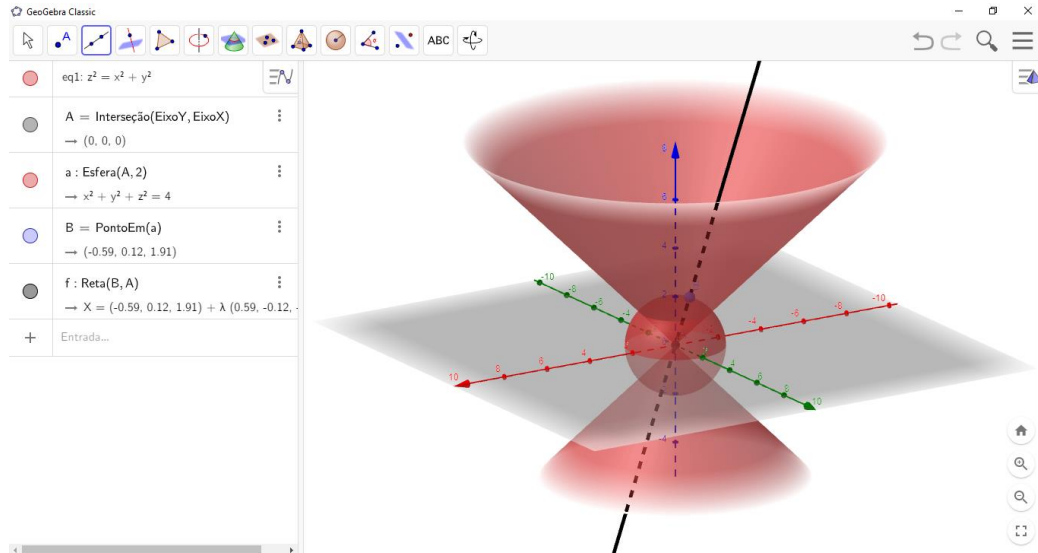 GeoGebra Classic
ABC
eq1: z² = x² + y²
A = Interseção(EixoY, EixoX)
→ (0, 0, 0)
a : Esfera(A, 2)
→ x² + y² + z² = 4
B = PontoEm(a)
→ (-0.59, 0.12, 1.91)
f : Reta(B, A)
→ X = (-0.59, 0.12, 1.91) + λ (0.59, -0.12, -
Entrada...
6
4
2
-4
-10
-8
-6
-4
-10
-8
-6
-4
10
8
6
4
4
6
8
10